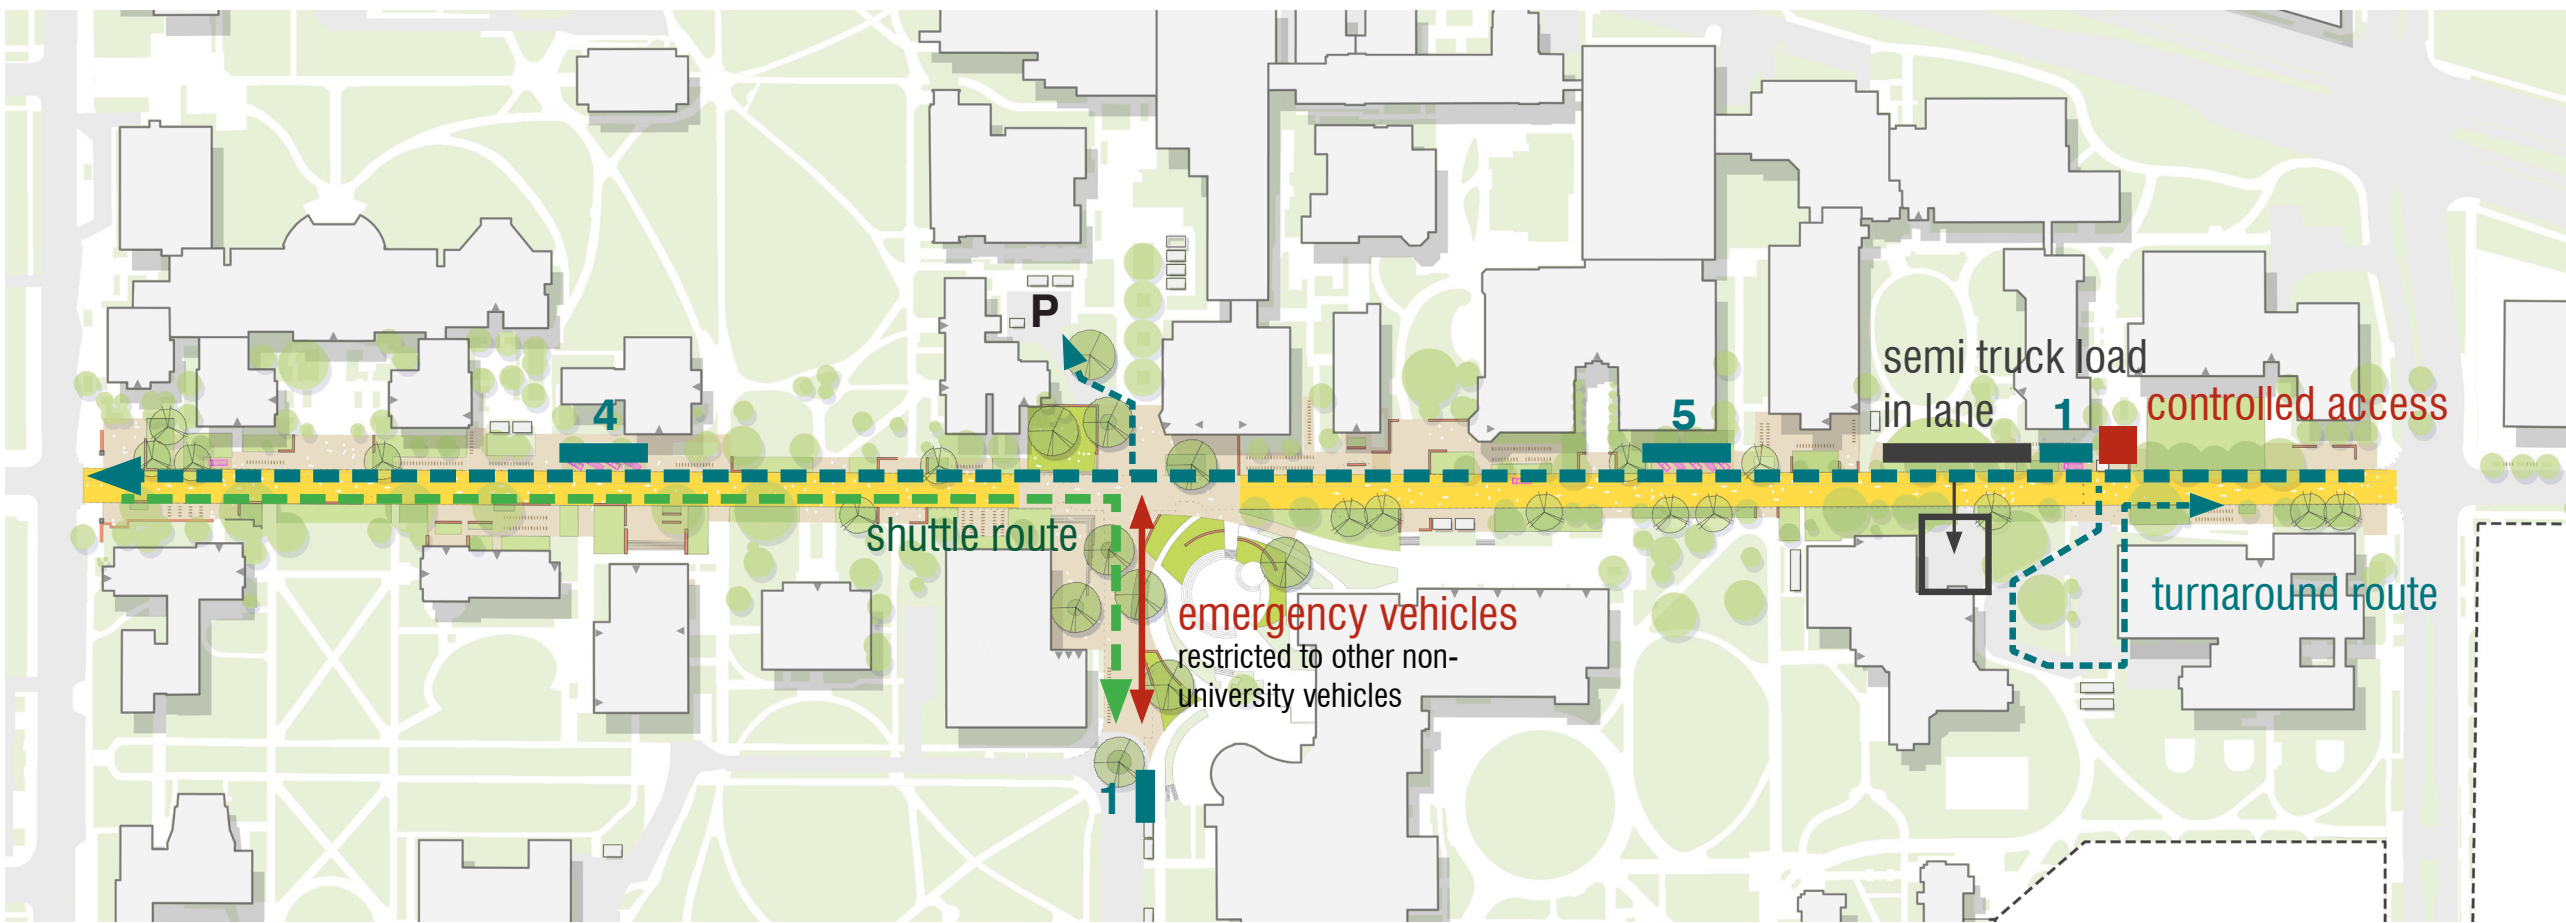 P
semi truck load
in lane
4
5
1
controlled access
shuttle route
emergency vehicles
restricted to other non-
university vehicles
turnaround route
1